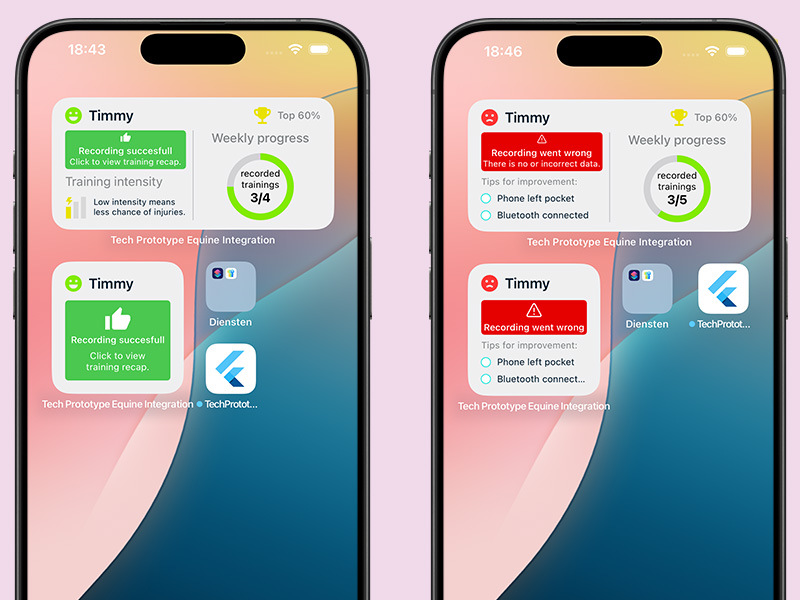 18:43
Timmy
Top 60%
Recording succesfull
Click to view training recap.
Training intensity
Low intensity means
less chance of injuries.
Weekly progress
recorded
trainings
3/4
Tech Prototype Equine Integration
Timmy
Recording succesfull
Click to view
training recap.
Tech Prototype Equine Integration
Diensten
TechProtot...
18:46
Timmy
Top 60%
Recording went wrong
There is no or incorrect data.
Tips for improvement:
Phone left pocket
Bluetooth connected
Weekly progress
recorded
trainings
3/5
Tech Prototype Equine Integration
Timmy
Recording went wrong
Tips for improvement:
Phone left pocket
Bluetooth connect...
Tech Prototype Equine Integration
Diensten
TechProtot...